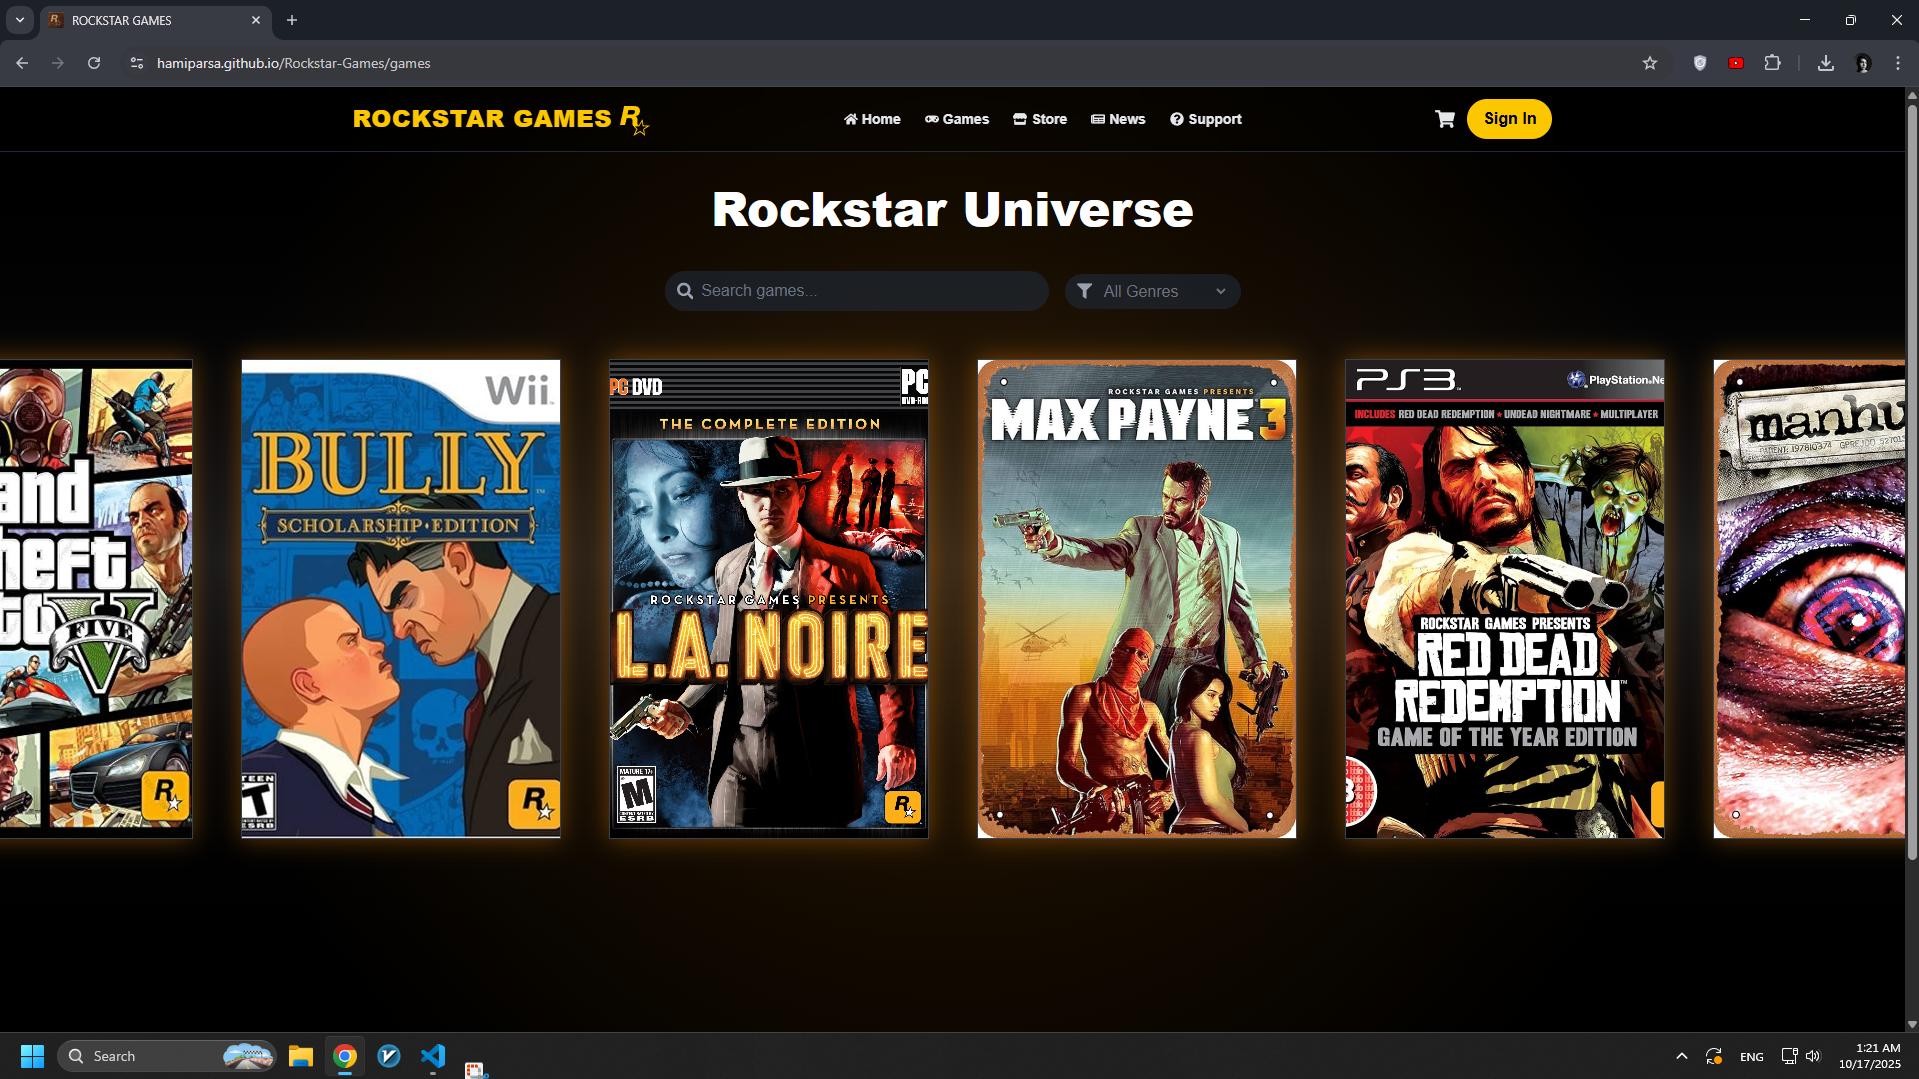 ROCKSTAR GAMES
hamiparsa.github.io/Rockstar-Games/games
ROCKSTAR GAMES R
Home
Games
Store
News
Support
Sign In
Rockstar Universe
Search games...
All Genres
and
heft
to
FIVE
V
R
Wii
BULLY
SCHOLARSHIP·EDITION
TEEN
T
ESRB
R
PC DVD
PC
DVD-RO
THE COMPLETE EDITION
ROCKSTAR GAMES PRESENTS
L.A. NOIRE
MATURE 17+
M
ESRB
R
ROCKSTAR GAMES PRESENTS
MAX PAYNE 3
PS3
PlayStation.Ne
INCLUDES RED DEAD REDEMPTION • UNDEAD NIGHTMARE • MULTIPLAYER
ROCKSTAR GAMES PRESENTS
RED DEAD
REDEMPTION™
GAME OF THE YEAR EDITION
manhu
PATIENT: 197810374
Search
ENG
1:21 AM
10/17/2025